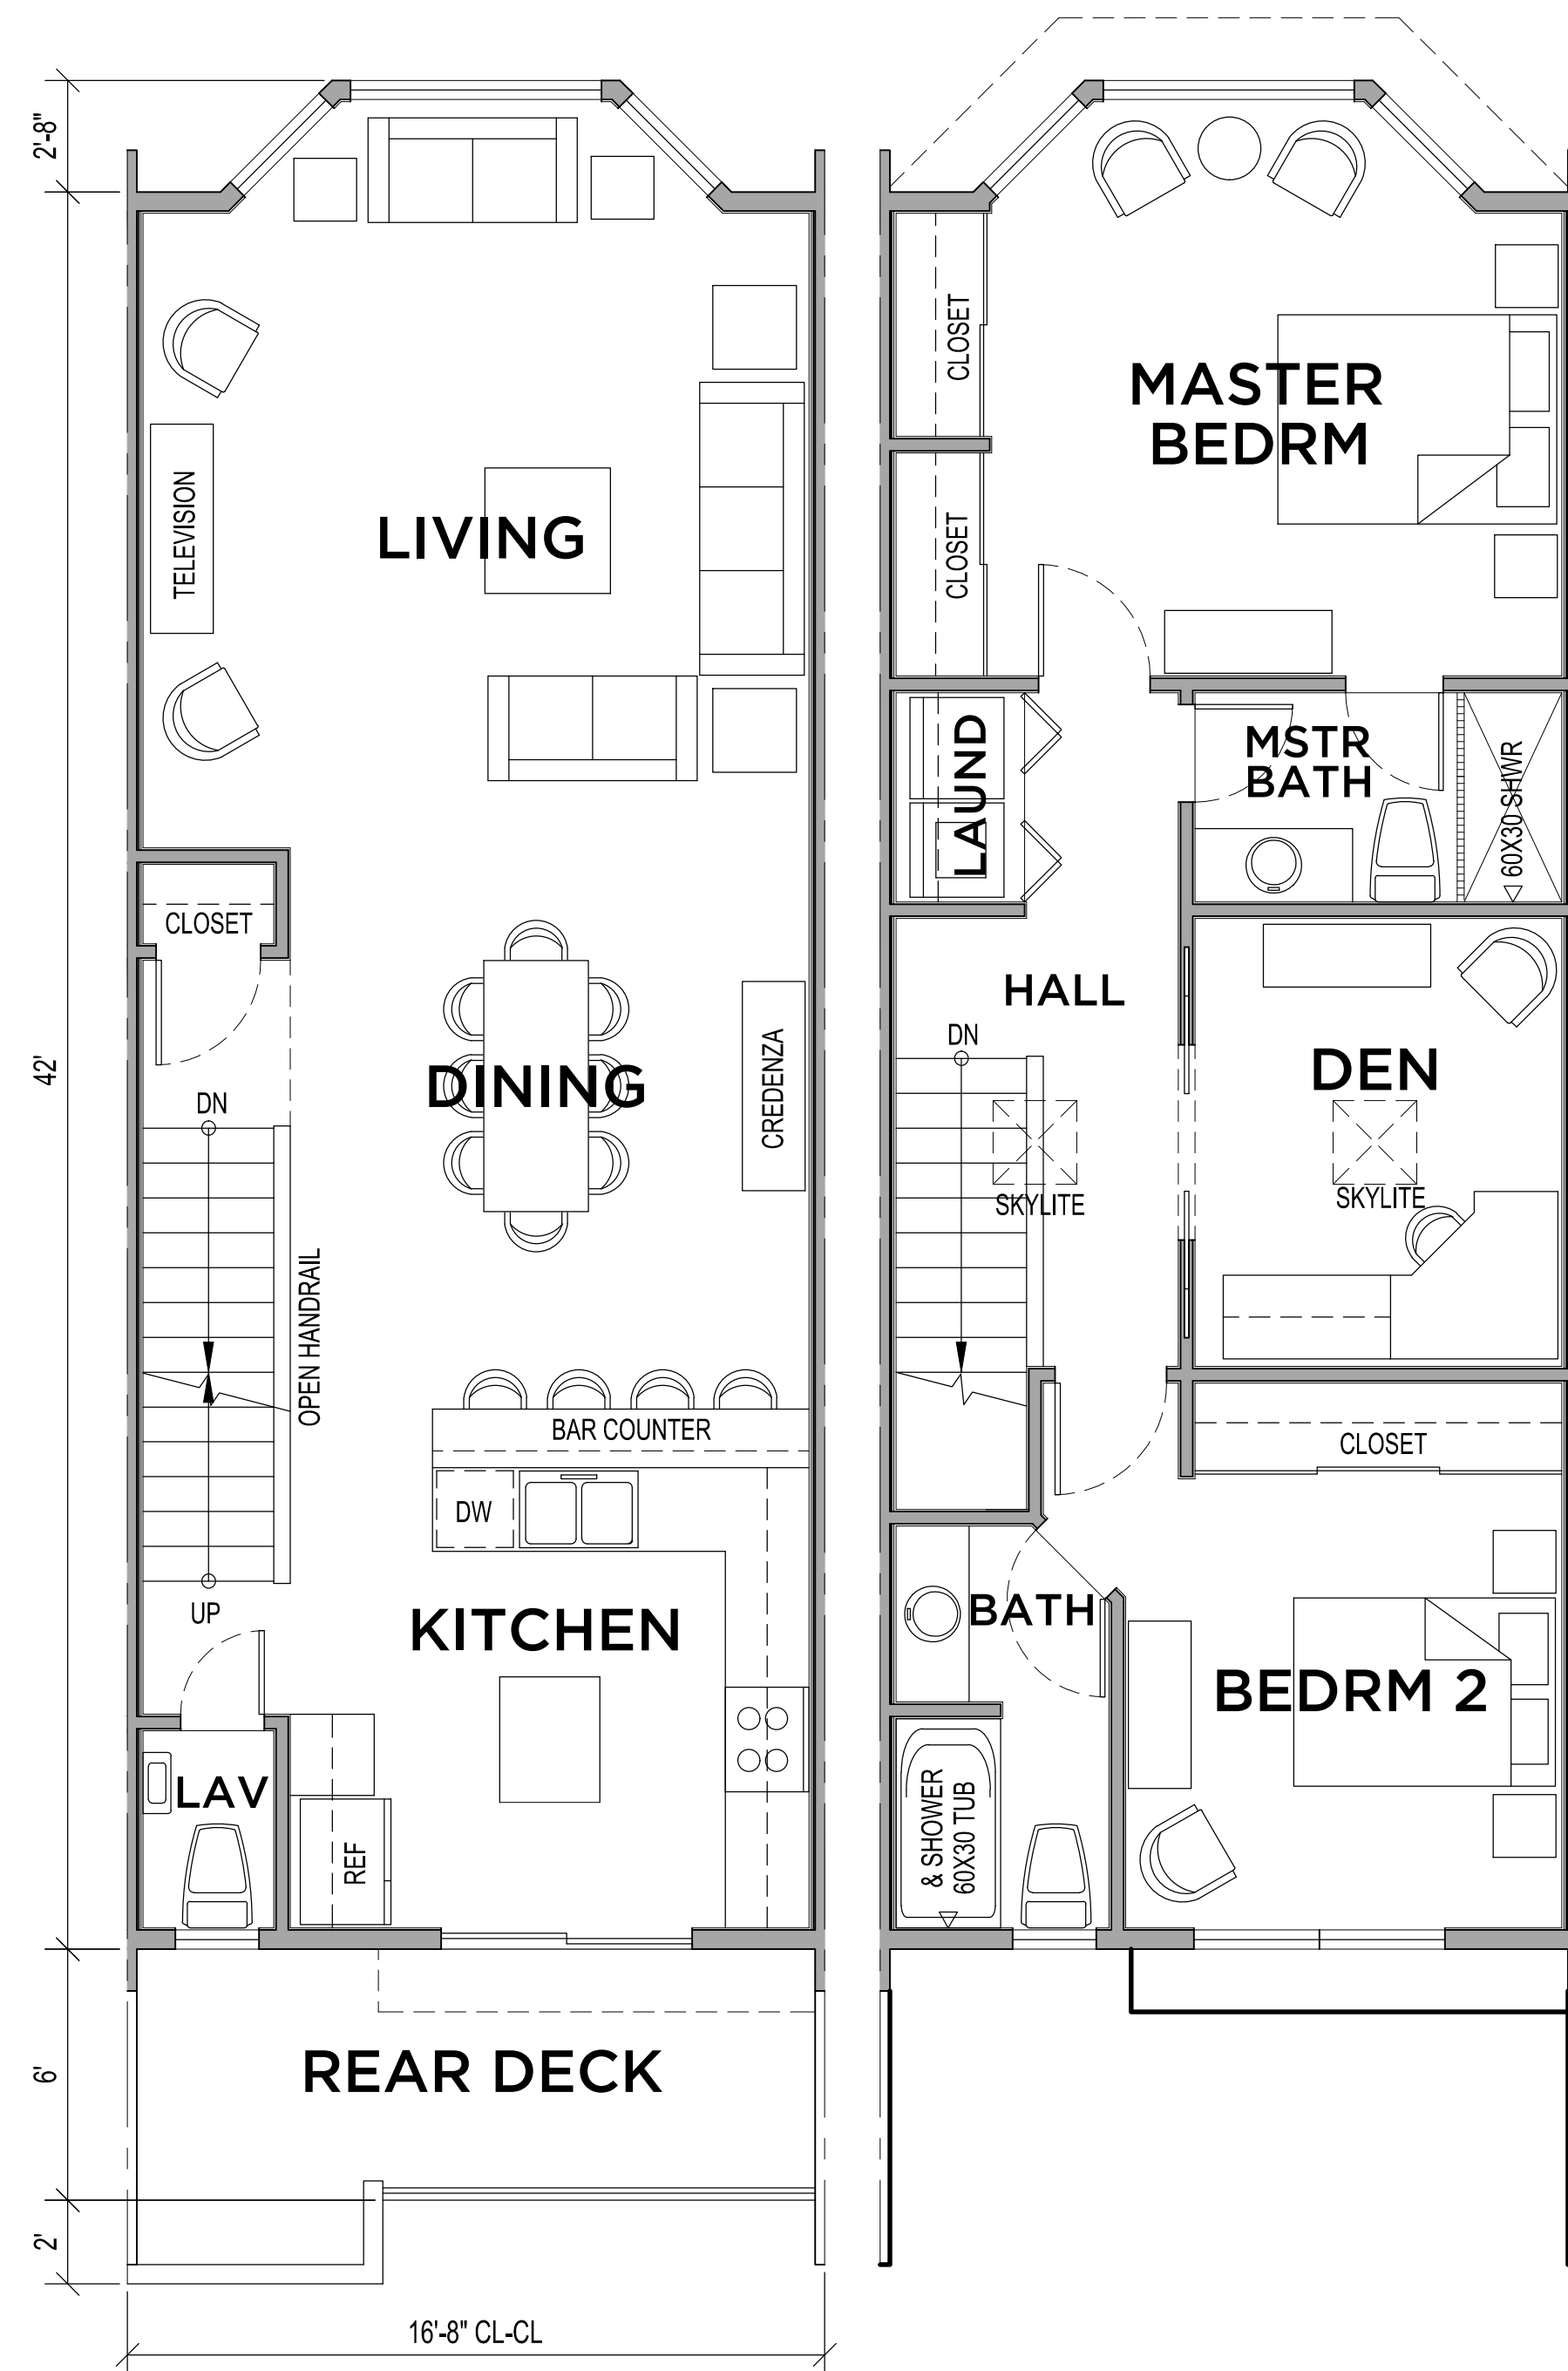 2'-8"
42'
6'
2'
16'-8" CL-CL
LIVING
TELEVISION
CLOSET
DN
DINING
CREDENZA
OPEN HANDRAIL
BAR COUNTER
DW
UP
KITCHEN
LAV
REF
REAR DECK
CLOSET
MASTER
BEDRM
CLOSET
LAUND
MSTR
BATH
60X30 SHWR
HALL
DN
DEN
SKYLITE
SKYLITE
CLOSET
BATH
BEDRM 2
60X30 TUB
& SHOWER